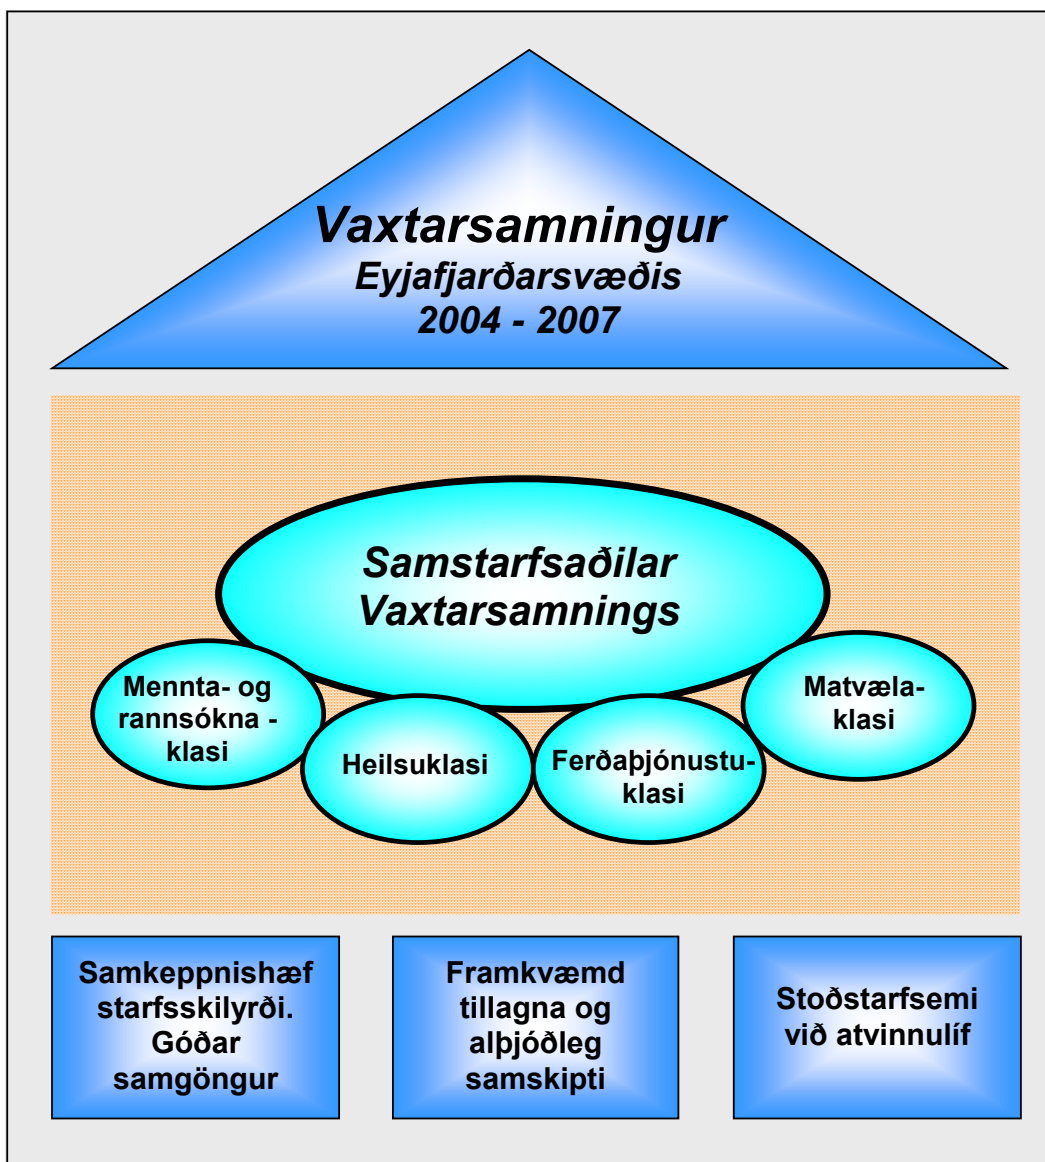 Vaxtarsamningur
Eyjafjarðarsvæðis
2004 - 2007
Samstarfsaðilar
Vaxtarsamnings
Mennta- og
rannsókna -
klasi
Heilsuklasi
Ferðaþjónustu-
klasi
Matvæla-
klasi
Samkeppnishæf
starfsskilyrði.
Góðar
samgöngur
Framkvæmd
tillagna og
alþjóðleg
samskipti
Stoðstarfsemi
við atvinnulíf